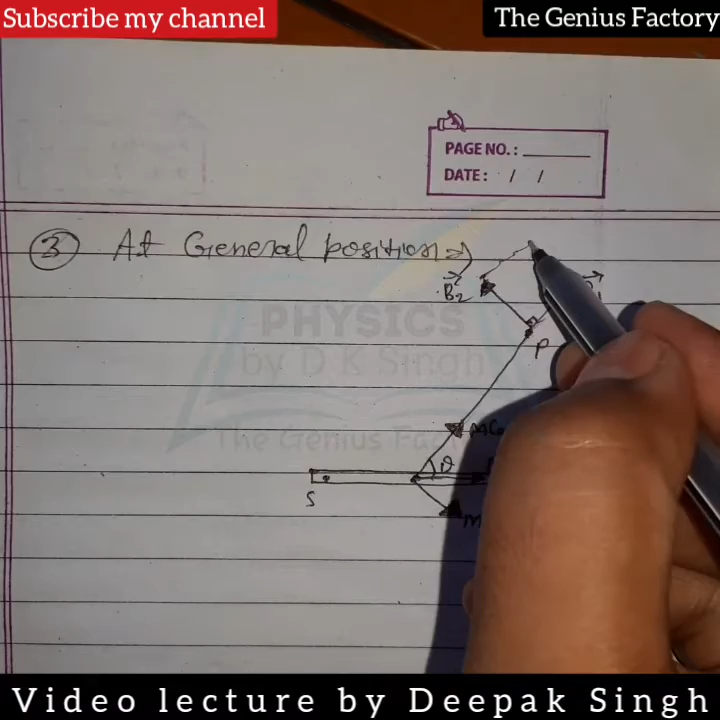 Subscribe my channel
The Genius Factory
PAGE NO.:
DATE: / /
③ At General position →
B₂
P
PHYSICS
by D K Singh
The Genius Fac
θ
S
Video lecture by Deepak Singh